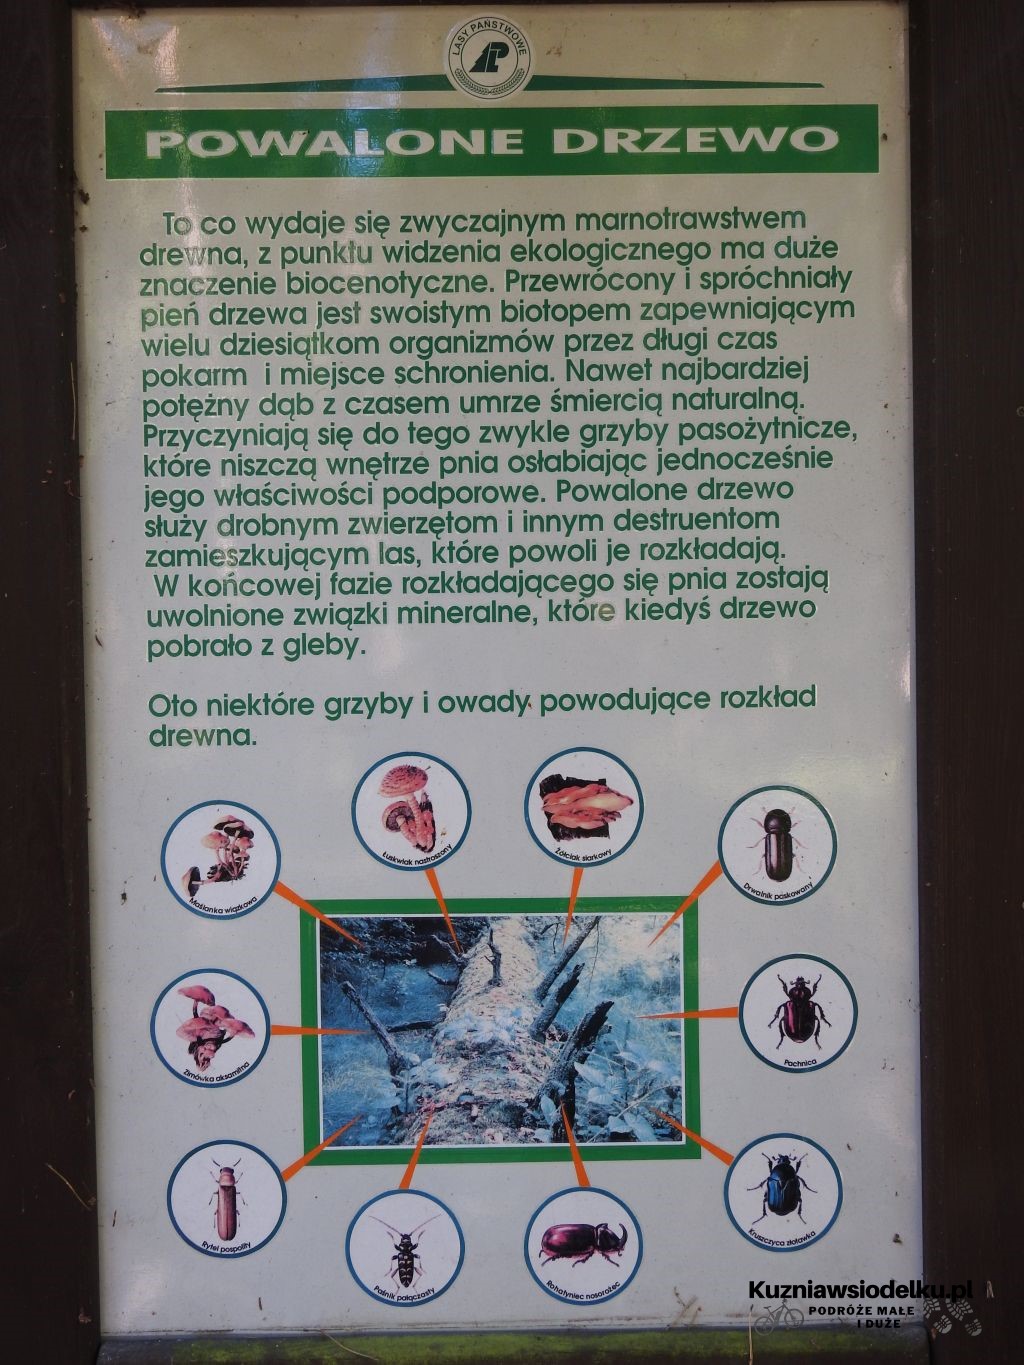 LASY PAŃSTWOWE
POWALONE DRZEWO
To co wydaje się zwyczajnym marnotrawstwem
drewna, z punktu widzenia ekologicznego ma duże
znaczenie biocenotyczne. Przewrócony i spróchniały
pień drzewa jest swoistym biotopem zapewniającym
wielu dziesiątkom organizmów przez długi czas
pokarm i miejsce schronienia. Nawet najbardziej
potężny dąb z czasem umrze śmiercią naturalną.
Przyczyniają się do tego zwykle grzyby pasożytnicze,
które niszczą wnętrze pnia osłabiając jednocześnie
jego właściwości podporowe. Powalone drzewo
służy drobnym zwierzętom i innym destruentom
zamieszkującym las, które powoli je rozkładają.
W końcowej fazie rozkładającego się pnia zostają
uwolnione związki mineralne, które kiedyś drzewo
pobrało z gleby.
Oto niektóre grzyby i owady powodujące rozkład
drewna.
Maślanka wiązkowa
Łuskwiak nastroszony
Żółciak siarkowy
Drwalnik paskowany
Zimówka aksamitna
Pachnica
Rytel pospolity
Paśnik pałączasty
Rohatyniec nosorożec
Kruszczyca złotawka
Kuzniawsiodelku.pl
PODRÓŻE MAŁE
I DUŻE